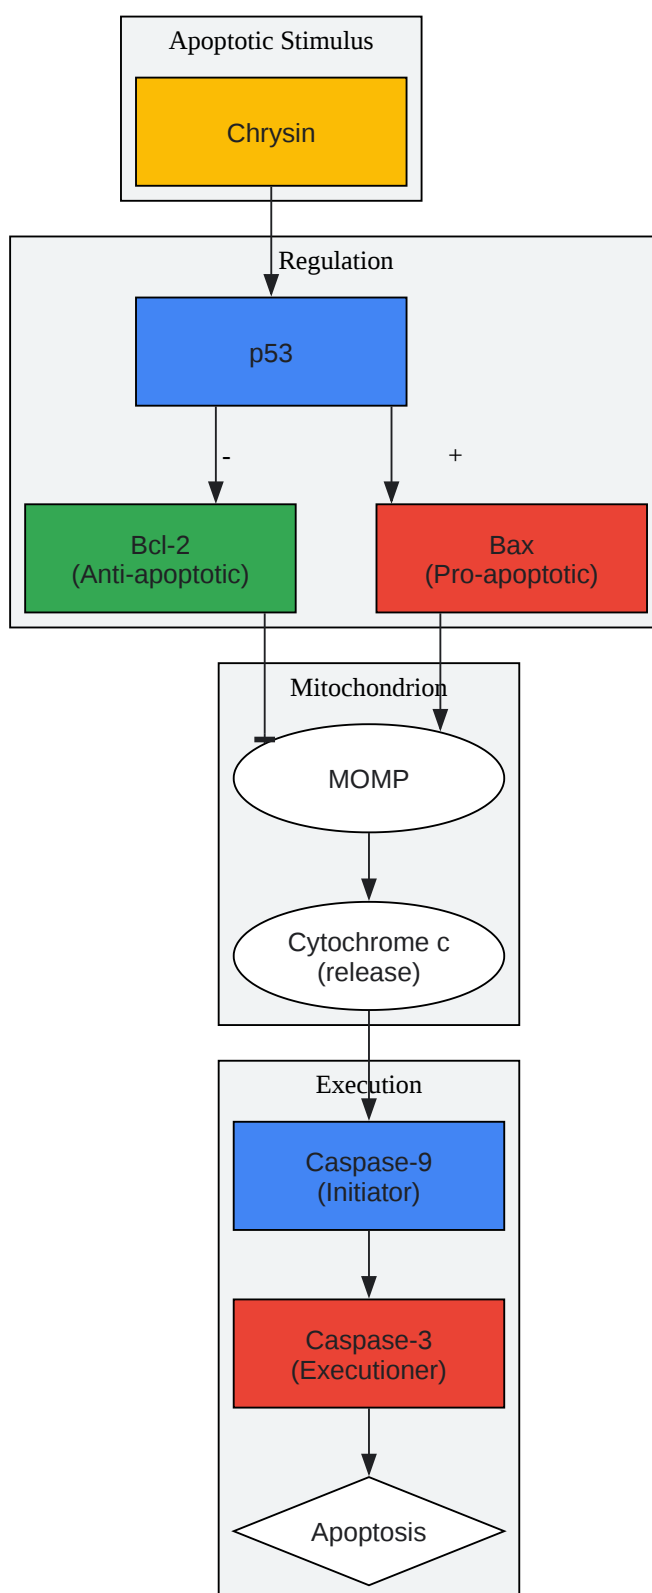 Apoptotic Stimulus
Chrysin
Regulation
p53
-
+
Bcl-2
(Anti-apoptotic)
Bax
(Pro-apoptotic)
Mitochondrion
MOMP
Cytochrome c
(release)
Execution
Caspase-9
(Initiator)
Caspase-3
(Executioner)
Apoptosis